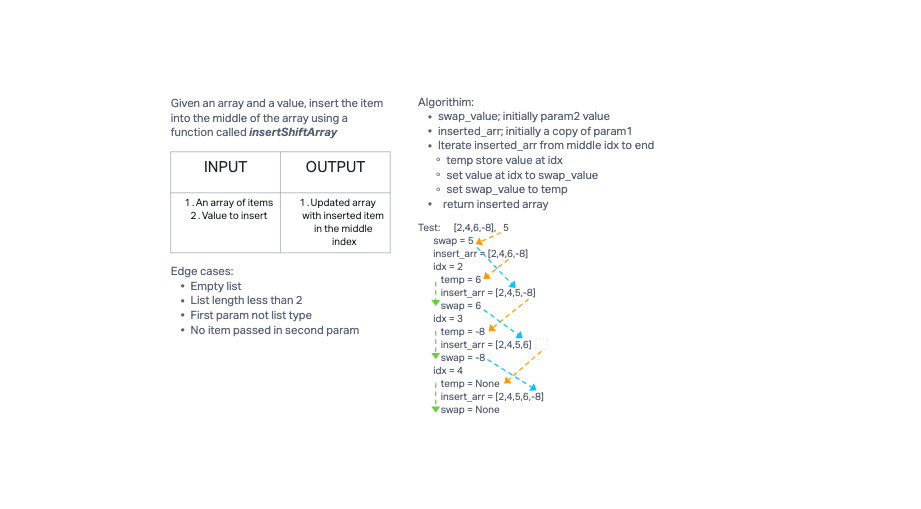 Given an array and a value, insert the item
into the middle of the array using a
function called insertShiftArray
INPUT
OUTPUT
1. An array of items
2. Value to insert
1. Updated array
with inserted item
in the middle
index
Edge cases:
• Empty list
• List length less than 2
• First param not list type
• No item passed in second param
Algorithim:
• swap_value; initially param2 value
• inserted_arr; initially a copy of param1
• Iterate inserted_arr from middle idx to end
∘ temp store value at idx
∘ set value at idx to swap_value
∘ set swap_value to temp
• return inserted array
Test: [2,4,6,-8], 5
swap = 5
insert_arr = [2,4,6,-8]
idx = 2
temp = 6
insert_arr = [2,4,5,-8]
swap = 6
idx = 3
temp = -8
insert_arr = [2,4,5,6]
swap = -8
idx = 4
temp = None
insert_arr = [2,4,5,6,-8]
swap = None